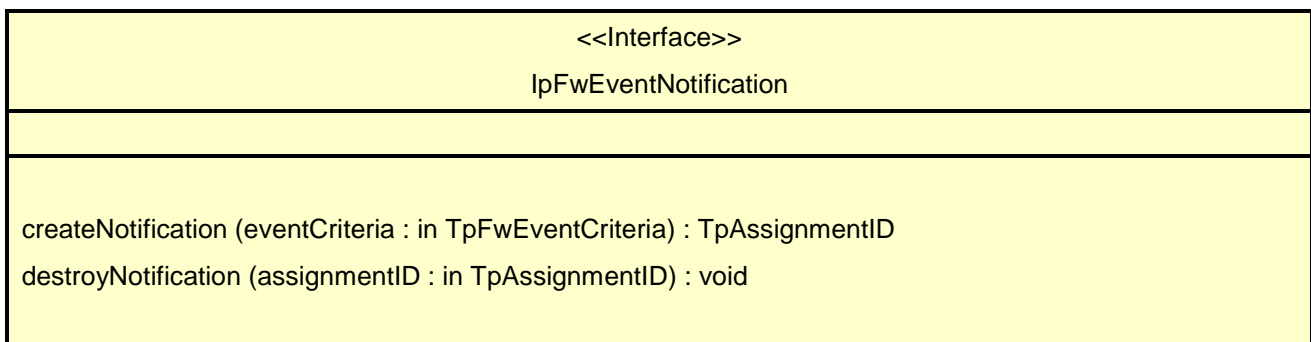 <<Interface>>
IpFwEventNotification
createNotification (eventCriteria : in TpFwEventCriteria) : TpAssignmentID
destroyNotification (assignmentID : in TpAssignmentID) : void